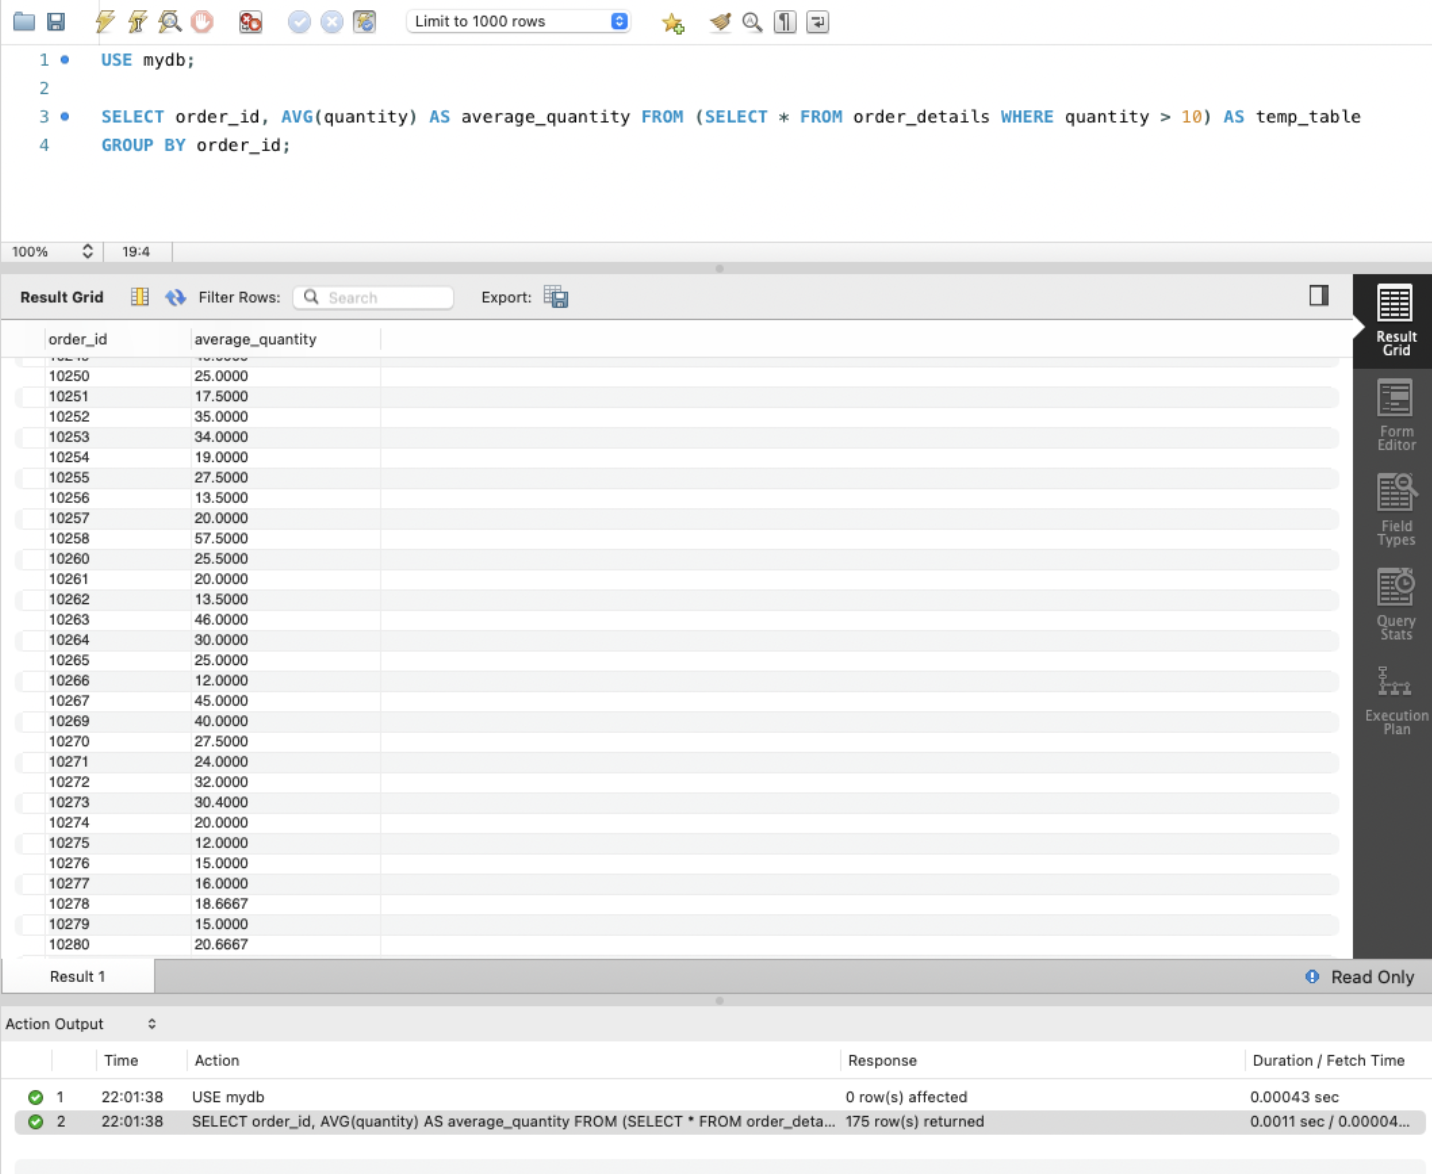 Limit to 1000 rows
1 USE mydb;
2
3 SELECT order_id, AVG(quantity) AS average_quantity FROM (SELECT * FROM order_details WHERE quantity > 10) AS temp_table
4 GROUP BY order_id;
100% 19:4
Result Grid Filter Rows: Search Export:
order_id average_quantity
10250 25.0000
10251 17.5000
10252 35.0000
10253 34.0000
10254 19.0000
10255 27.5000
10256 13.5000
10257 20.0000
10258 57.5000
10260 25.5000
10261 20.0000
10262 13.5000
10263 46.0000
10264 30.0000
10265 25.0000
10266 12.0000
10267 45.0000
10269 40.0000
10270 27.5000
10271 24.0000
10272 32.0000
10273 30.4000
10274 20.0000
10275 12.0000
10276 15.0000
10277 16.0000
10278 18.6667
10279 15.0000
10280 20.6667
Result
Grid
Form
Editor
Field
Types
Query
Stats
Execution
Plan
Result 1 Read Only
Action Output
Time Action Response Duration / Fetch Time
1 22:01:38 USE mydb 0 row(s) affected 0.00043 sec
2 22:01:38 SELECT order_id, AVG(quantity) AS average_quantity FROM (SELECT * FROM order_deta... 175 row(s) returned 0.0011 sec / 0.00004...